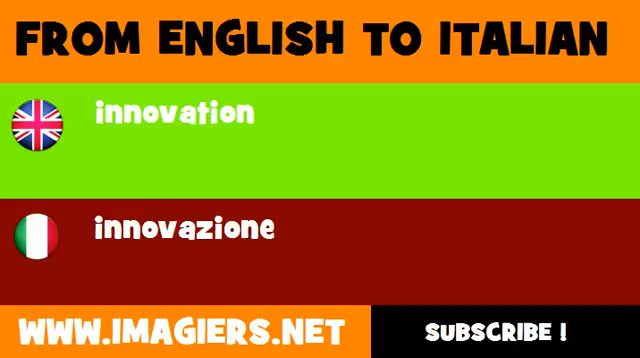 FROM ENGLISH TO ITALIAN
innovation
innovazione
WWW.IMAGIERS.NET
SUBSCRIBE !